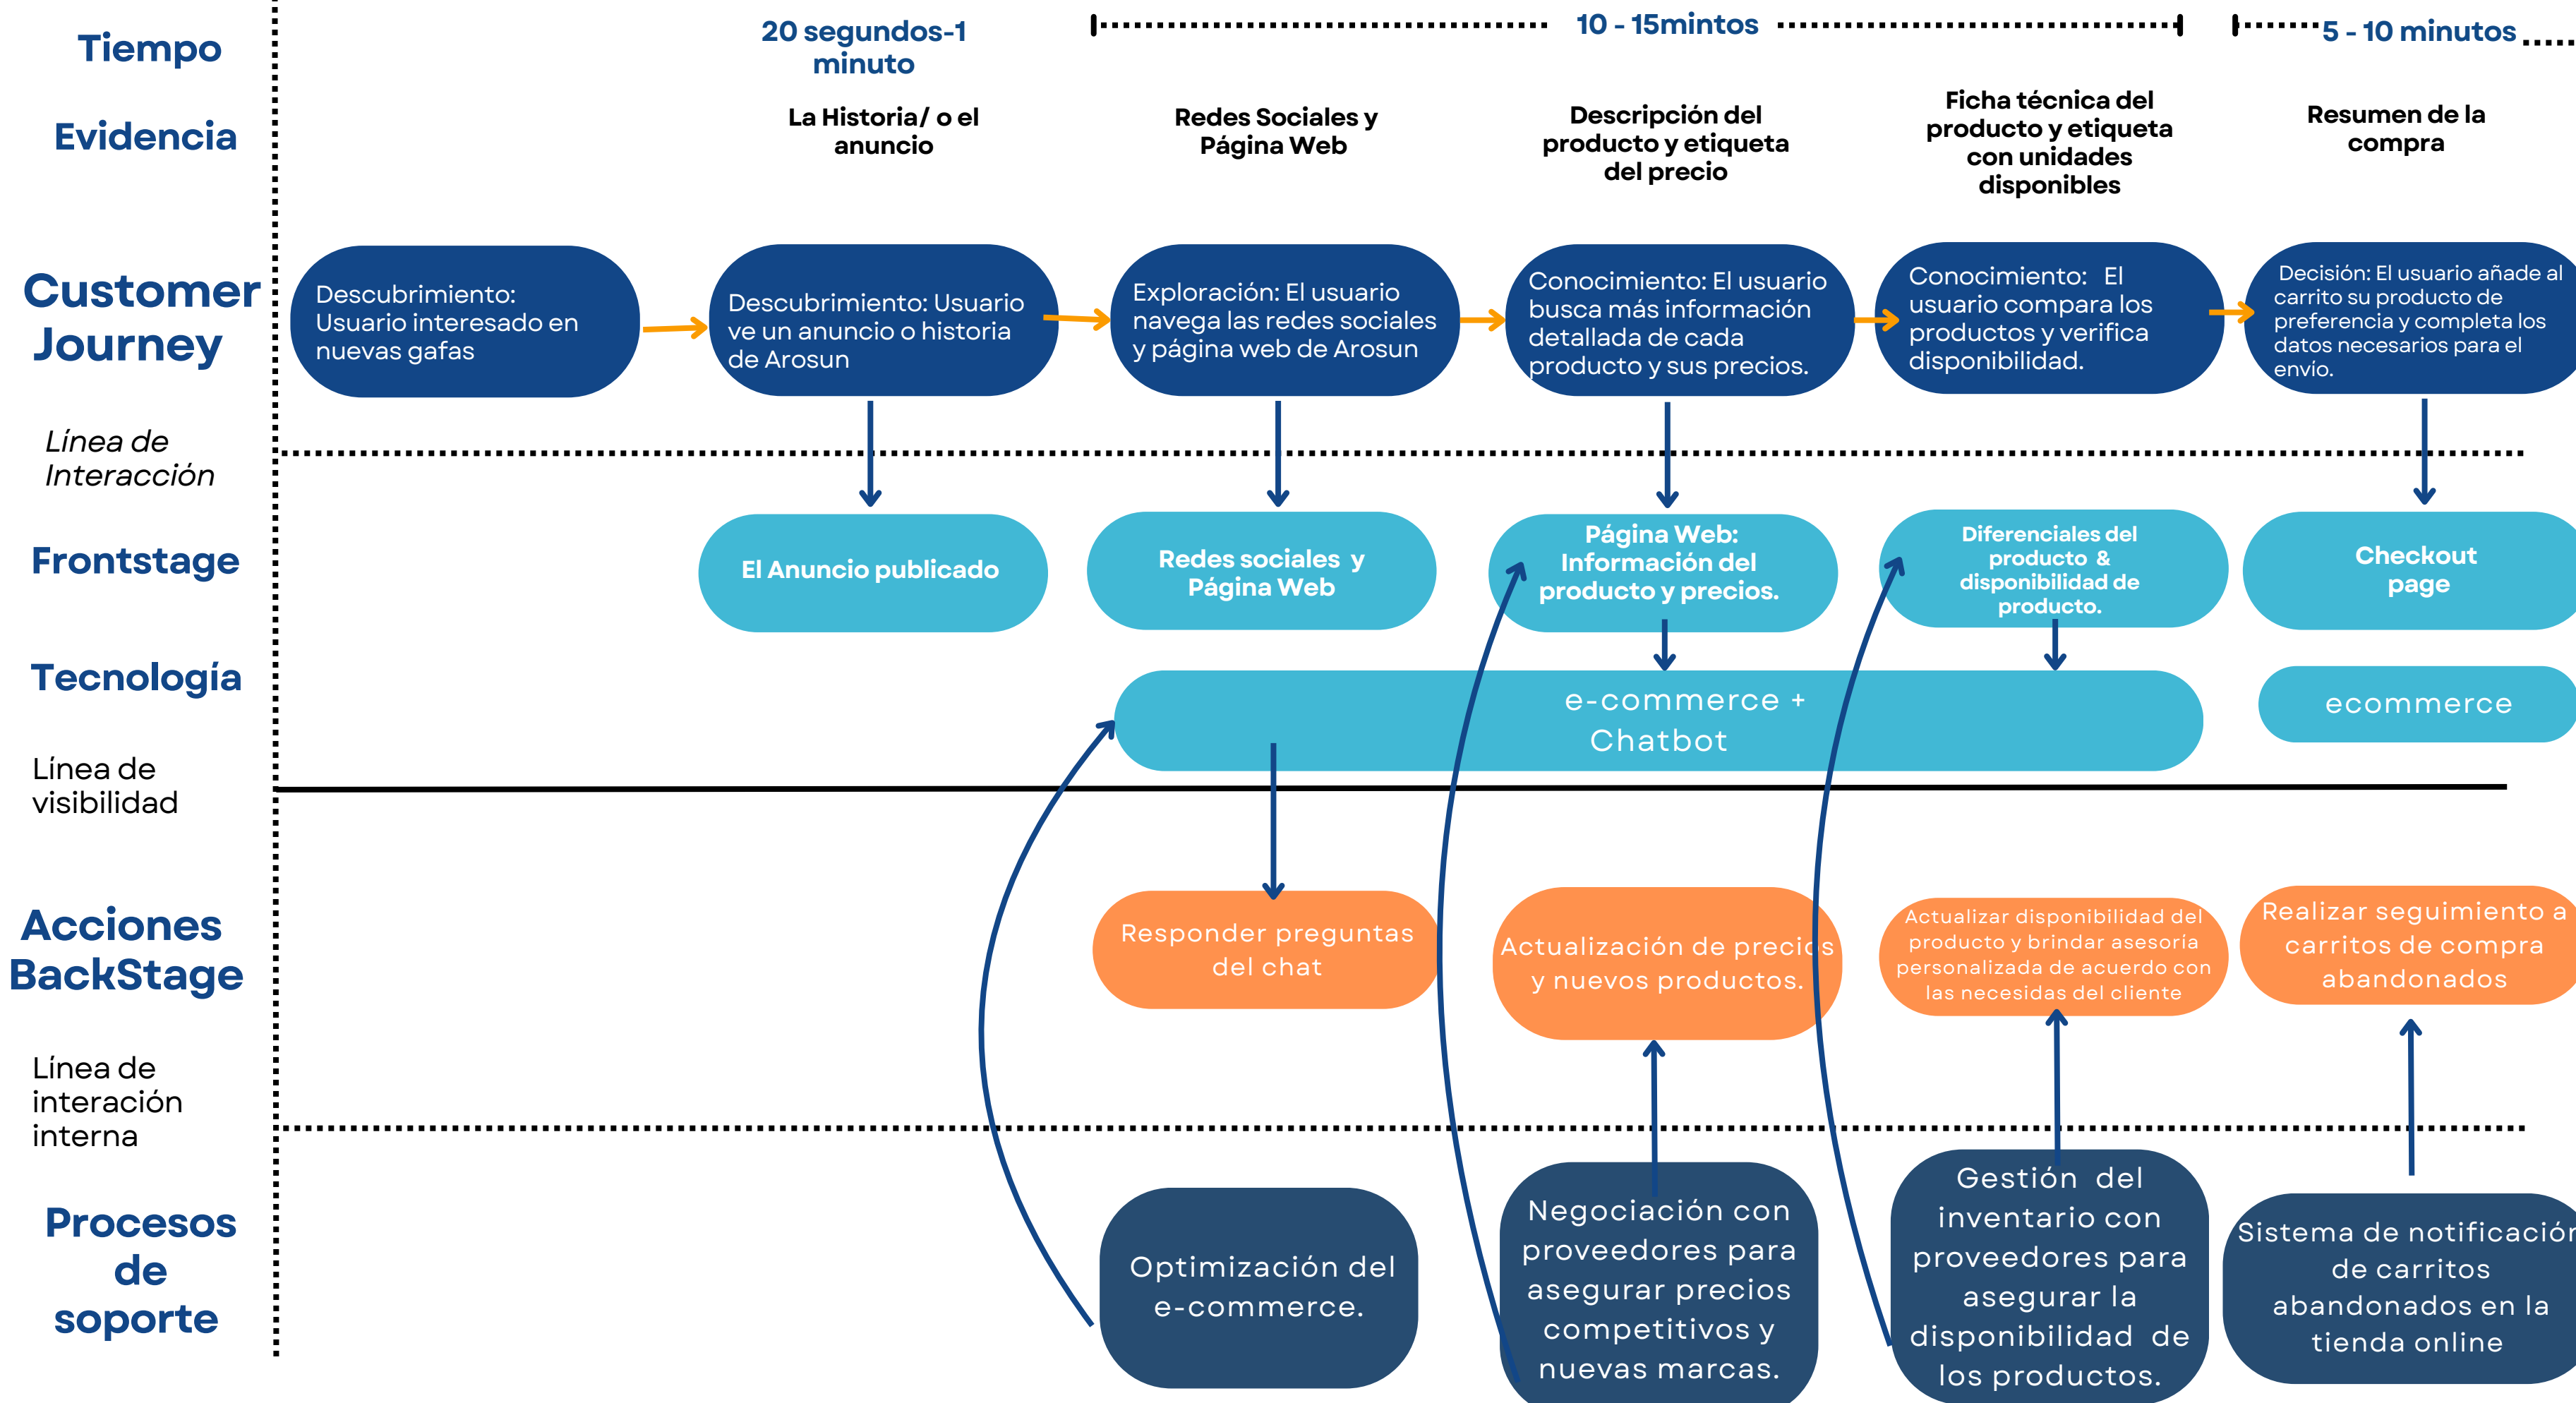 Tiempo
20 segundos-1
minuto
10 - 15mintos
5 - 10 minutos
Evidencia
La Historia/ o el
anuncio
Redes Sociales y
Página Web
Descripción del
producto y etiqueta
del precio
Ficha técnica del
producto y etiqueta
con unidades
disponibles
Resumen de la
compra
Customer
Journey
Descubrimiento:
Usuario interesado en
nuevas gafas
Descubrimiento: Usuario
ve un anuncio o historia
de Arosun
Exploración: El usuario
navega las redes sociales
y página web de Arosun
Conocimiento: El usuario
busca más información
detallada de cada
producto y sus precios.
Conocimiento: El
usuario compara los
productos y verifica
disponibilidad.
Decisión: El usuario añade al
carrito su producto de
preferencia y completa los
datos necesarios para el
envío.
Línea de
Interacción
Frontstage
El Anuncio publicado
Redes sociales y
Página Web
Página Web:
Información del
producto y precios.
Diferenciales del
producto &
disponibilidad de
producto.
Checkout
page
Tecnología
e-commerce +
Chatbot
ecommerce
Línea de
visibilidad
Acciones
BackStage
Responder preguntas
del chat
Actualización de precios
y nuevos productos.
Actualizar disponibilidad del
producto y brindar asesoría
personalizada de acuerdo con
las necesidas del cliente
Realizar seguimiento a
carritos de compra
abandonados
Línea de
interación
interna
Procesos
de
soporte
Optimización del
e-commerce.
Negociación con
proveedores para
asegurar precios
competitivos y
nuevas marcas.
Gestión del
inventario con
proveedores para
asegurar la
disponibilidad de
los productos.
Sistema de notificación
de carritos
abandonados en la
tienda online